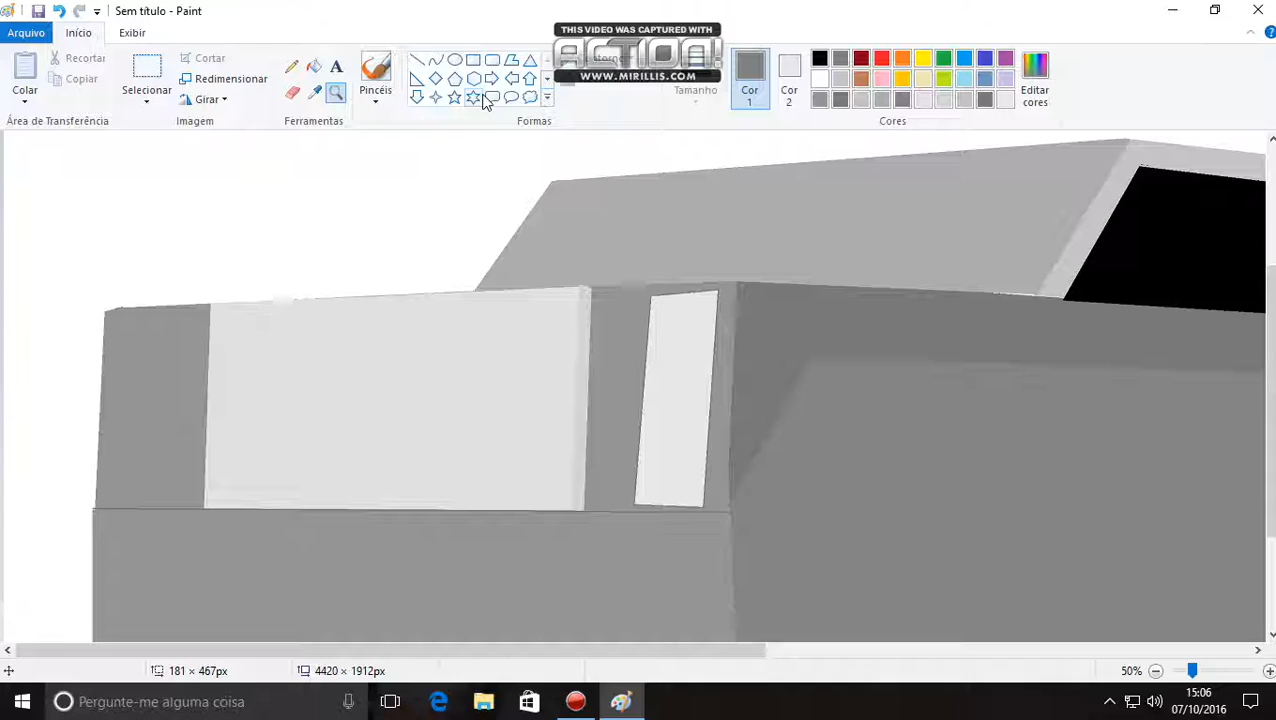 Sem título - Paint
THIS VIDEO WAS CAPTURED WITH
ACTION!
WWW.MIRILLIS.COM
Arquivo
Início
Exibir
Colar
Recortar
Copiar
Área de Transferência
Selecionar
Cortar
Redimensionar
Girar
Imagem
A
Ferramentas
Pincéis
Formas
Tamanho
Cor
1
Cor
2
Editar
cores
Cores
181 × 467px
4420 × 1912px
50%
Pergunte-me alguma coisa
15:06
07/10/2016